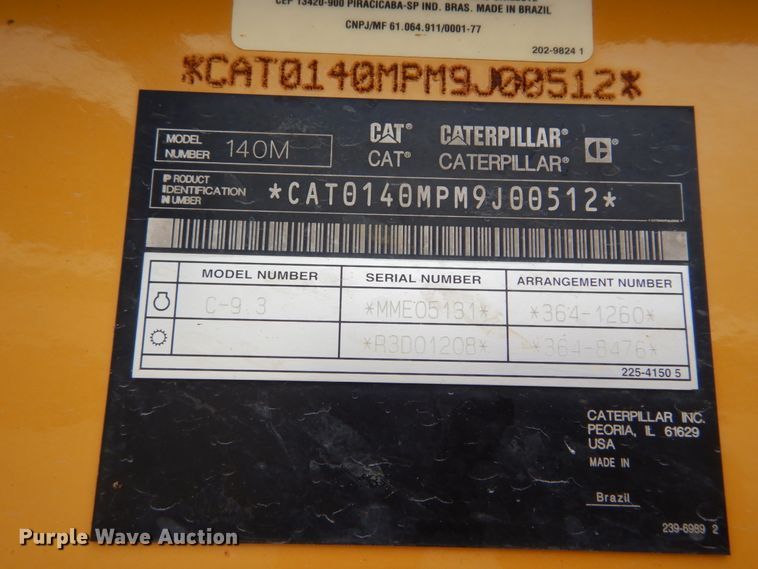 CEP 13420-900 PIRACICABA-SP IND. BRAS. MADE IN BRAZIL
CNPJ/MF 61.064.911/0001-77
202-9824 1
*CAT0140MPM9J00512*
MODEL NUMBER 140M
CAT® CATERPILLAR®
CAT® CATERPILLAR®
PRODUCT IDENTIFICATION NUMBER *CAT0140MPM9J00512*
MODEL NUMBER SERIAL NUMBER ARRANGEMENT NUMBER
C-9.3 *MME05131* *364-1260*
*R3D01208* *364-8476*
225-4150 5
CATERPILLAR INC.
PEORIA, IL 61629
USA
MADE IN
Brazil
239-6989 2
Purple Wave Auction